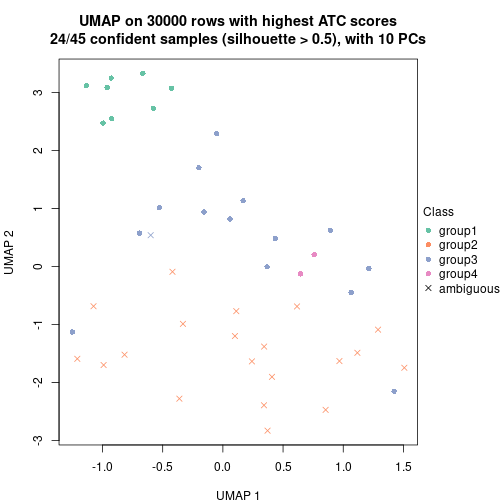 UMAP on 30000 rows with highest ATC scores
24/45 confident samples (silhouette > 0.5), with 10 PCs
3
2
1
0
-1
-2
-3
UMAP 2
-1.0
-0.5
0.0
0.5
1.0
1.5
UMAP 1
Class
group1
group2
group3
group4
ambiguous